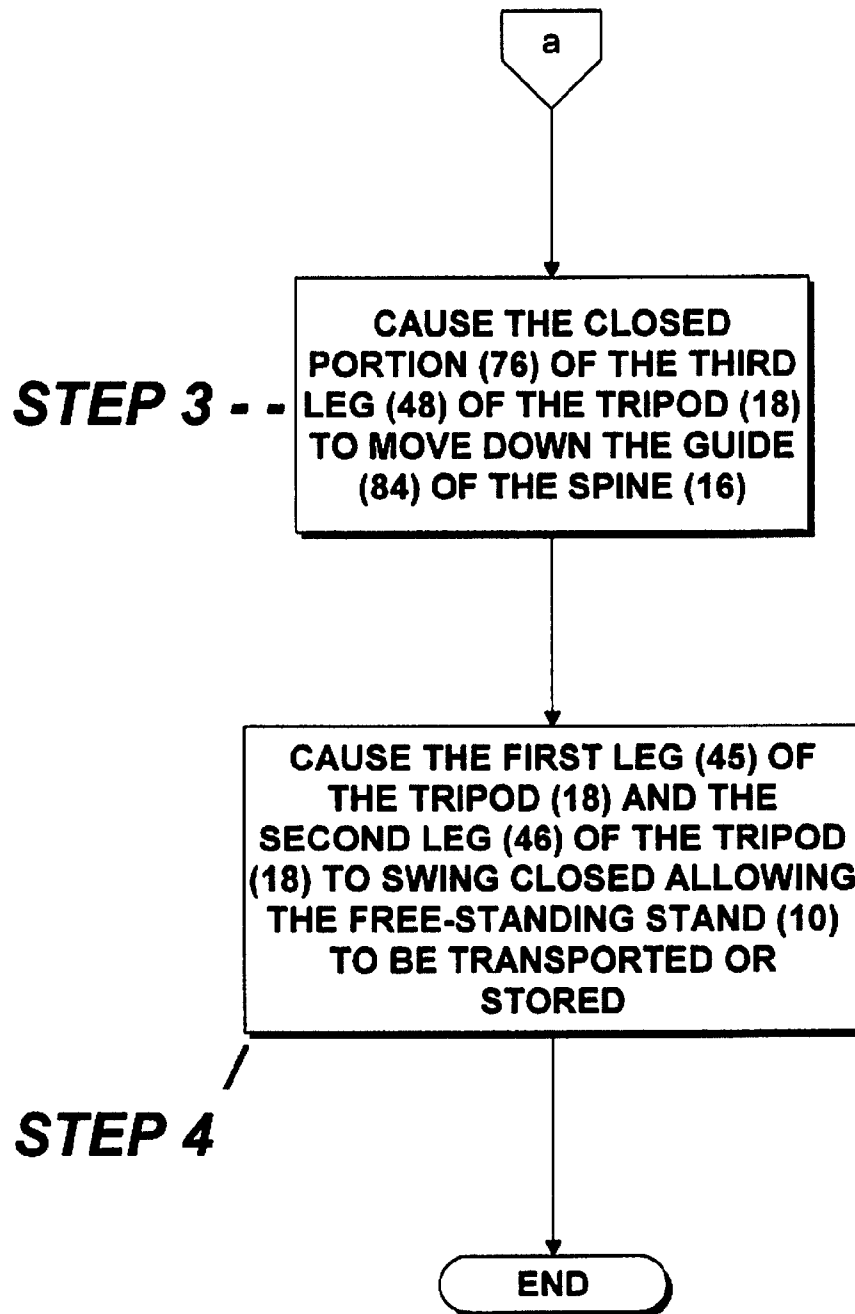 a
CAUSE THE CLOSED
PORTION (76) OF THE THIRD
STEP 3 - - LEG (48) OF THE TRIPOD (18)
TO MOVE DOWN THE GUIDE
(84) OF THE SPINE (16)
CAUSE THE FIRST LEG (45) OF
THE TRIPOD (18) AND THE
SECOND LEG (46) OF THE TRIPOD
(18) TO SWING CLOSED ALLOWING
THE FREE-STANDING STAND (10)
TO BE TRANSPORTED OR
STORED
STEP 4
END